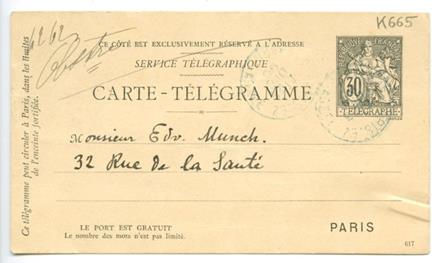 K665
6262
CE CÔTÉ EST EXCLUSIVEMENT RÉSERVÉ A L'ADRESSE
SERVICE TÉLÉGRAPHIQUE
CARTE-TÉLÉGRAMME
30
TÉLÉGRAPHE
Monsieur Edv. Munch.
32 Rue de la Santé
LE PORT EST GRATUIT
Le nombre des mots n'est pas limité.
PARIS
617
Ce télégramme peut circuler à Paris, dans les limites
de l'enceinte fortifiée.